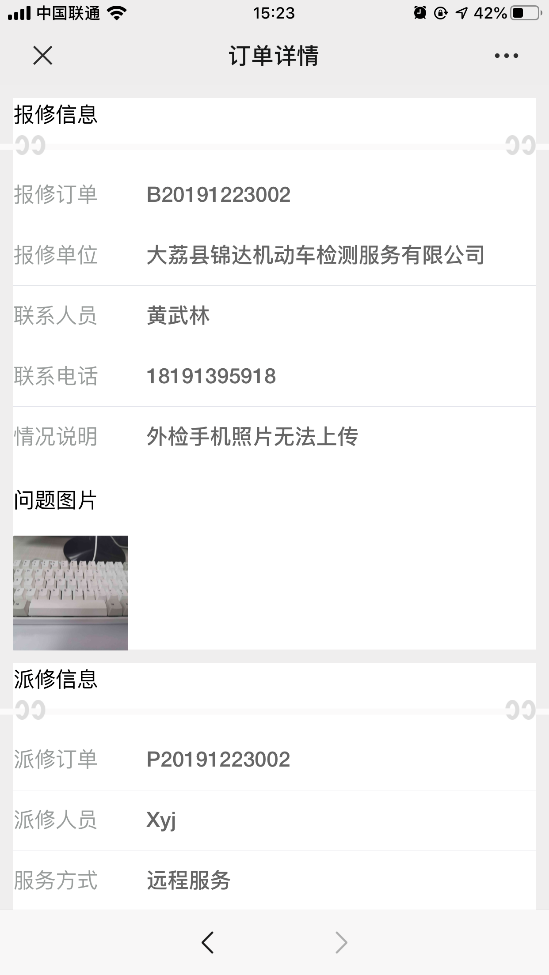 中国联通 15:23 42%
订单详情
报修信息
报修订单 B20191223002
报修单位 大荔县锦达机动车检测服务有限公司
联系人员 黄武林
联系电话 18191395918
情况说明 外检手机照片无法上传
问题图片
派修信息
派修订单 P20191223002
派修人员 Xyj
服务方式 远程服务